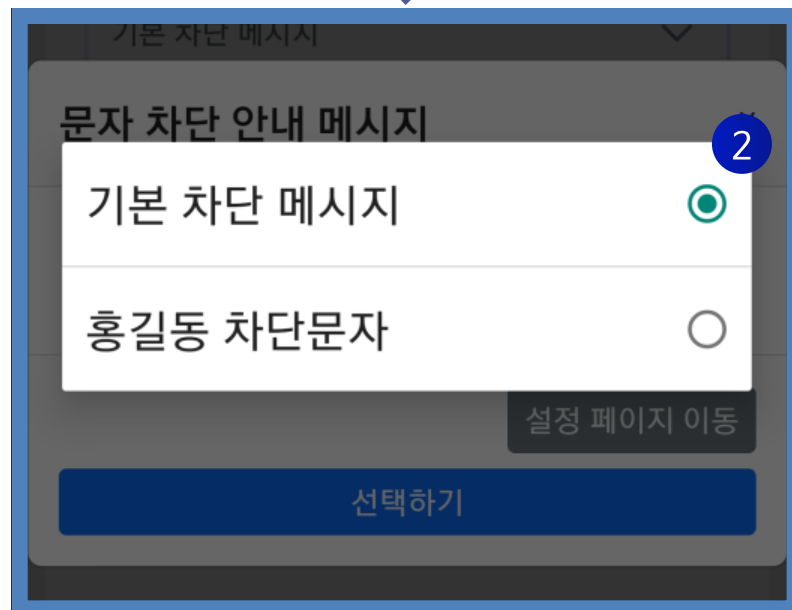 기본 차단 메시지
문자 차단 안내 메시지
2
기본 차단 메시지
홍길동 차단문자
설정 페이지 이동
선택하기